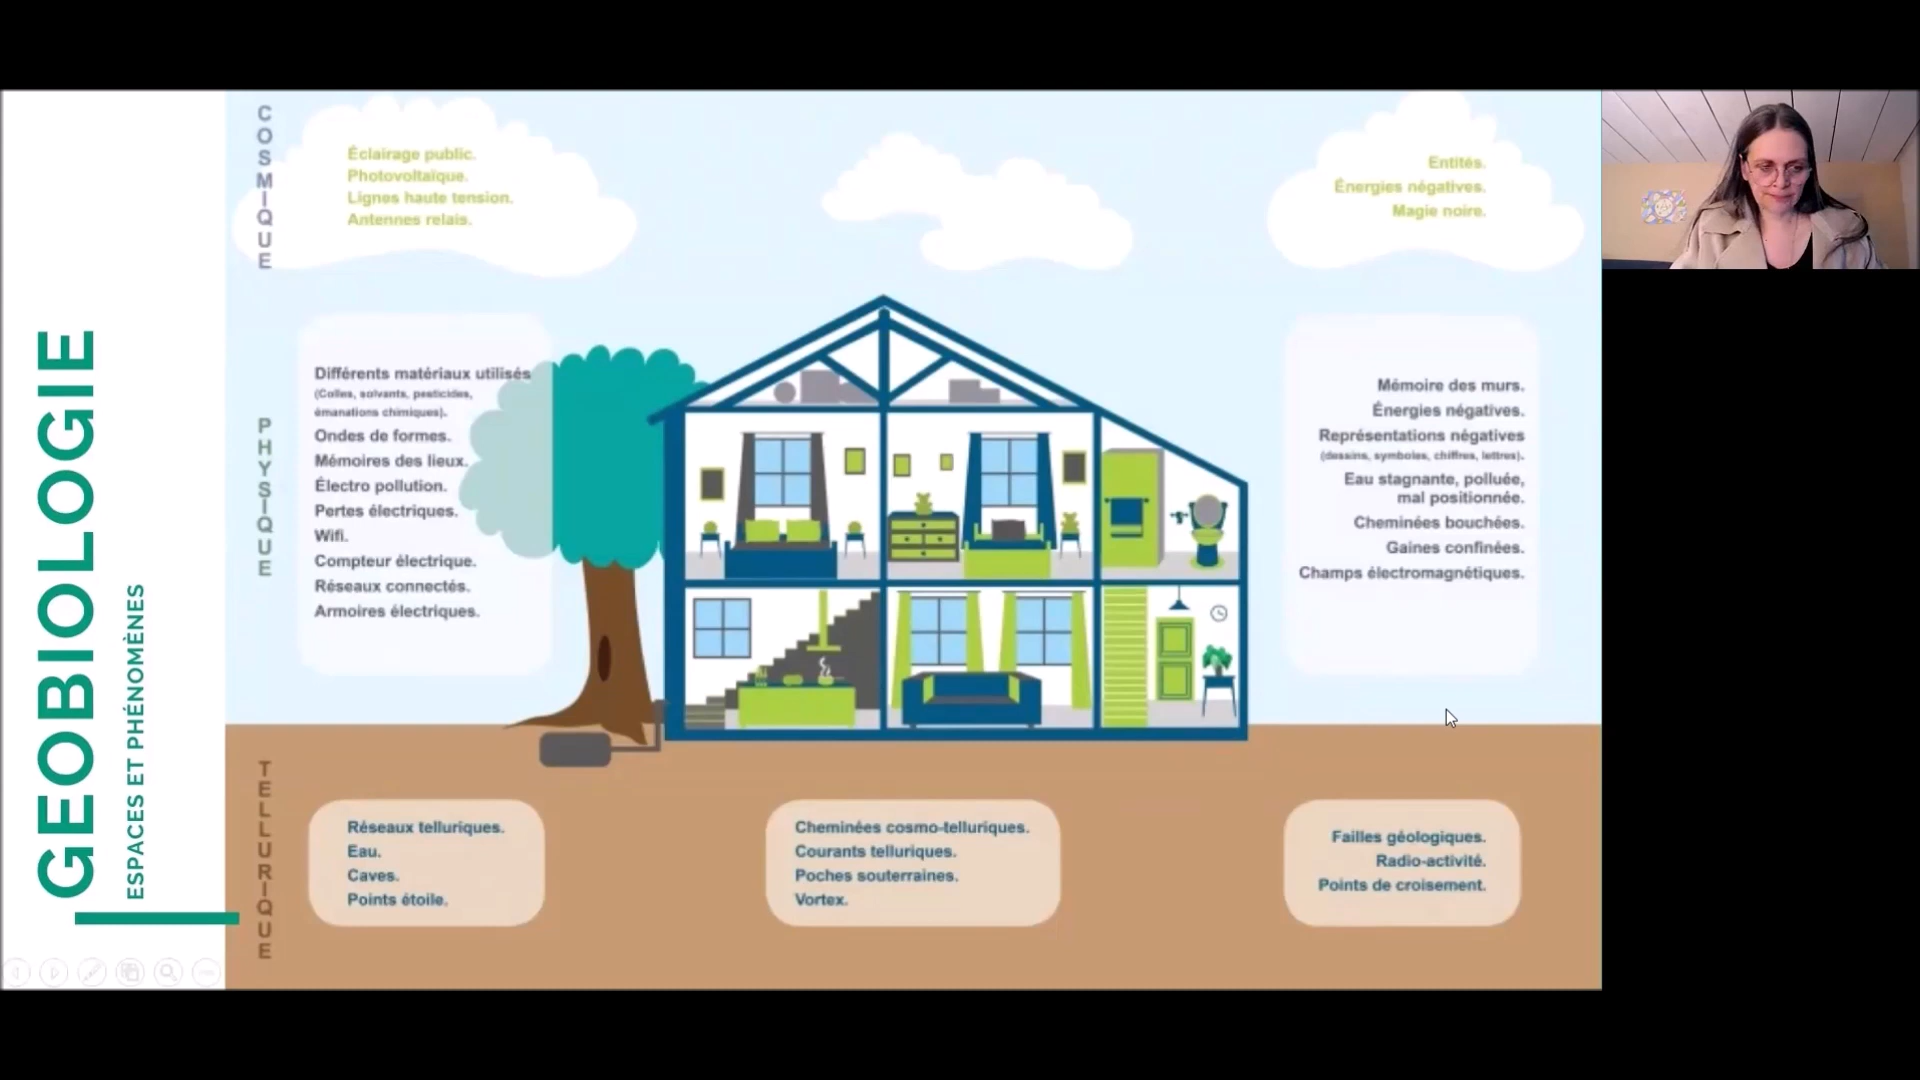 GEOBIOLOGIE
ESPACES ET PHÉNOMÈNES
COSMIQUE
Éclairage public.
Photovoltaïque.
Lignes haute tension.
Antennes relais.
Entités.
Énergies négatives.
Magie noire.
PHYSIQUE
Différents matériaux utilisés
(Colles, solvants, pesticides,
émanations chimiques).
Ondes de formes.
Mémoires des lieux.
Électro pollution.
Pertes électriques.
Wifi.
Compteur électrique.
Réseaux connectés.
Armoires électriques.
Mémoire des murs.
Énergies négatives.
Représentations négatives
(dessins, symboles, chiffres, lettres).
Eau stagnante, polluée,
mal positionnée.
Cheminées bouchées.
Gaines confinées.
Champs électromagnétiques.
TELLURIQUE
Réseaux telluriques.
Eau.
Caves.
Points étoile.
Cheminées cosmo-telluriques.
Courants telluriques.
Poches souterraines.
Vortex.
Failles géologiques.
Radio-activité.
Points de croisement.